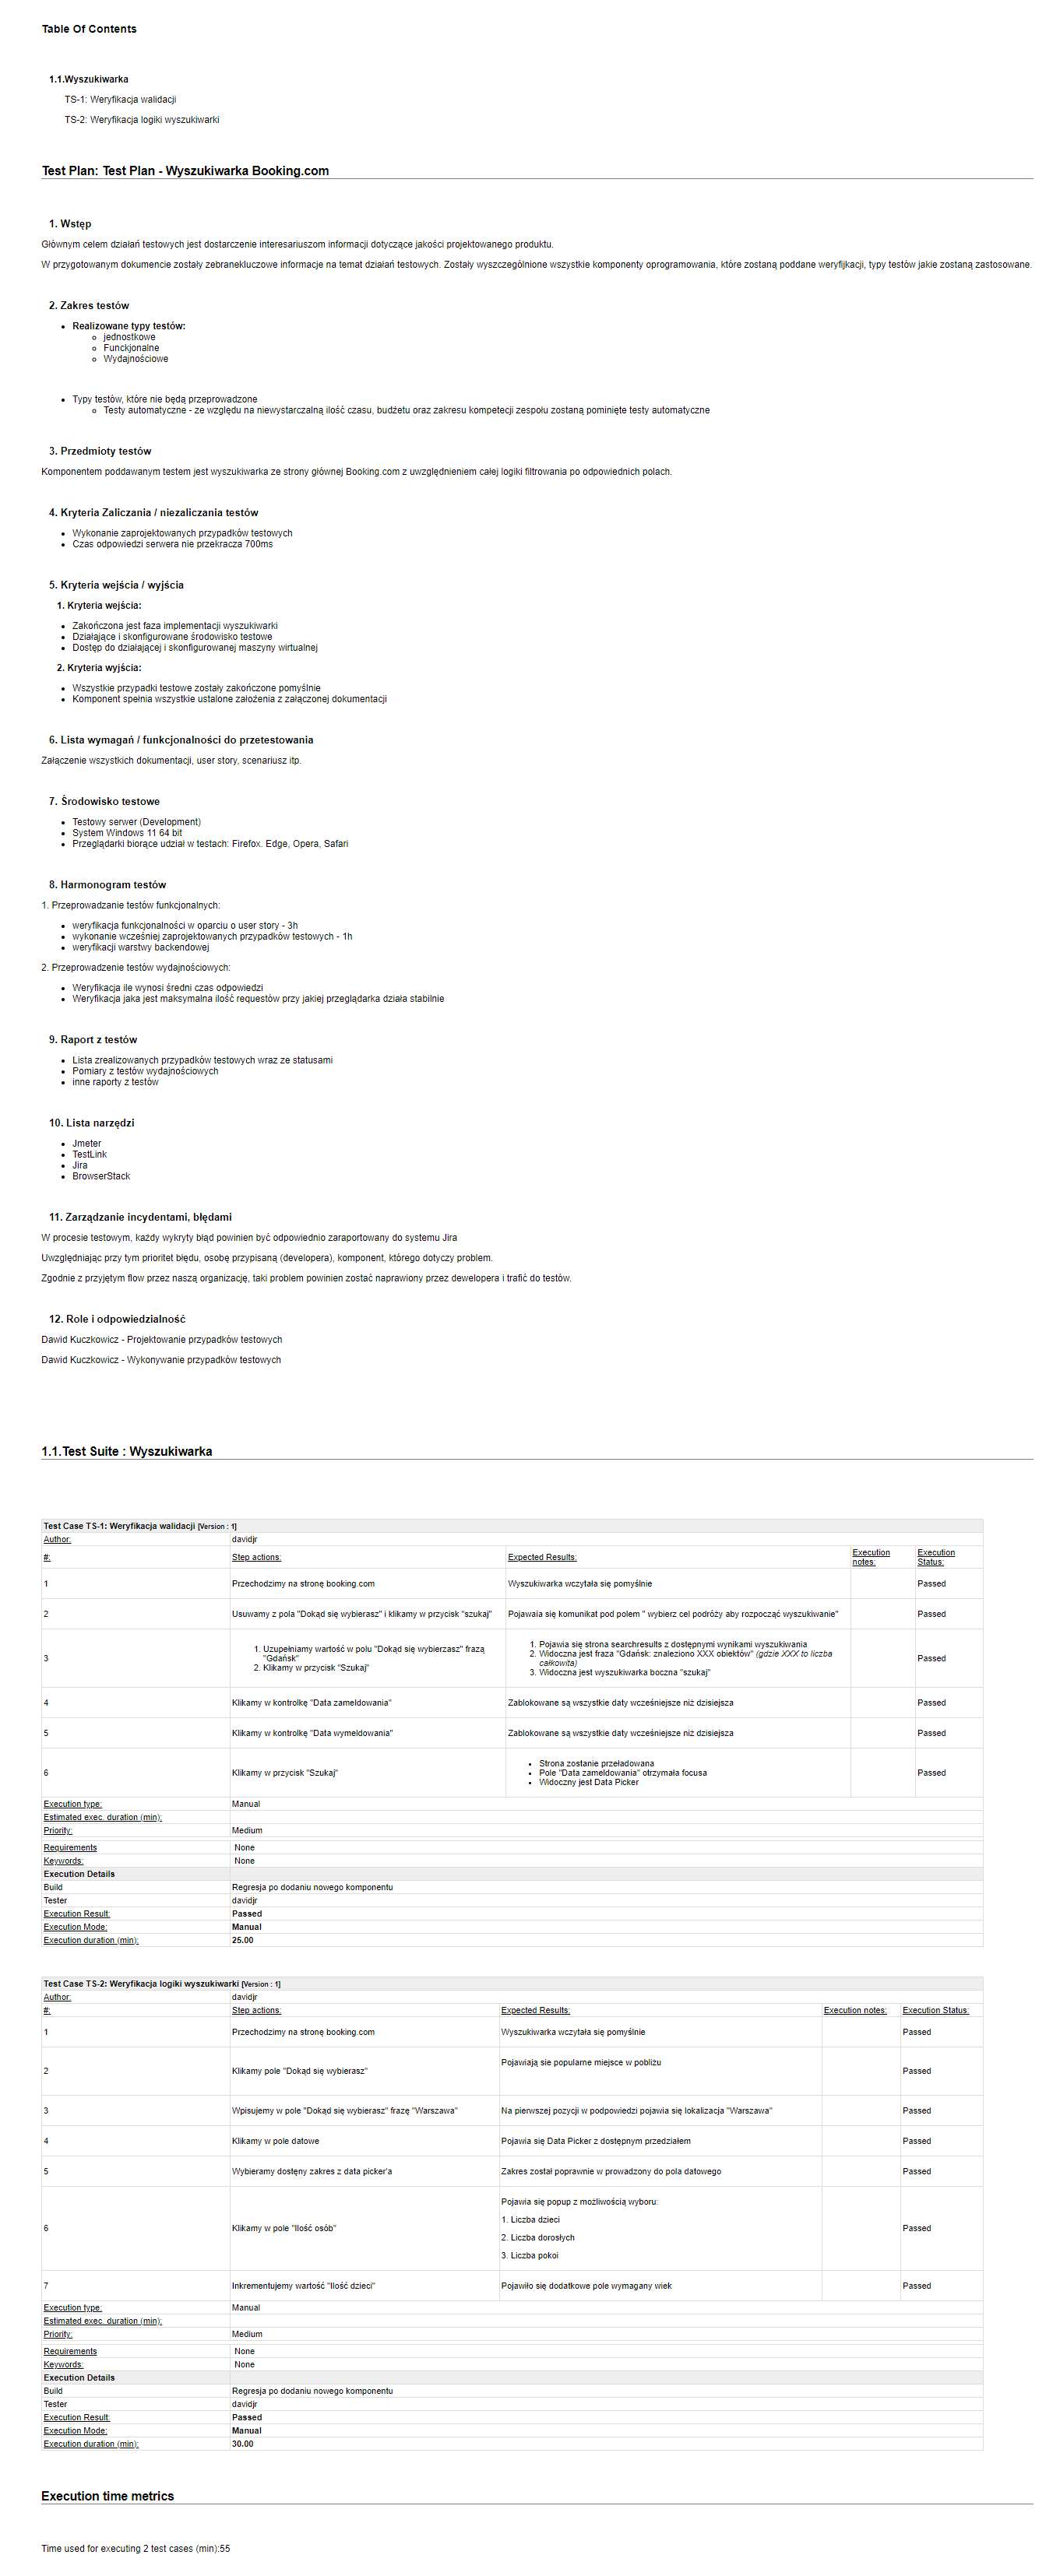 Table Of Contents
1.1.Wyszukiwarka
TS-1: Weryfikacja walidacji
TS-2: Weryfikacja logiki wyszukiwarki
Test Plan: Test Plan - Wyszukiwarka Booking.com
1. Wstęp
Głównym celem działań testowych jest dostarczenie interesariuszom informacji dotyczące jakości projektowanego produktu.
W przygotowanym dokumencie zostały zebranekluczowe informacje na temat działań testowych. Zostały wyszczególnione wszystkie komponenty oprogramowania, które zostaną poddane weryfijkacji, typy testów jakie zostaną zastosowane.
2. Zakres testów
Realizowane typy testów:
jednostkowe
Funckjonalne
Wydajnościowe
Typy testów, które nie będą przeprowadzone
Testy automatyczne - ze względu na niewystarczalną ilość czasu, budżetu oraz zakresu kompetecji zespołu zostaną pominięte testy automatyczne
3. Przedmioty testów
Komponentem poddawanym testem jest wyszukiwarka ze strony głównej Booking.com z uwzględnieniem całej logiki filtrowania po odpowiednich polach.
4. Kryteria Zaliczania / niezaliczania testów
Wykonanie zaprojektowanych przypadków testowych
Czas odpowiedzi serwera nie przekracza 700ms
5. Kryteria wejścia / wyjścia
1. Kryteria wejścia:
Zakończona jest faza implementacji wyszukiwarki
Działające i skonfigurowane środowisko testowe
Dostęp do działającej i skonfigurowanej maszyny wirtualnej
2. Kryteria wyjścia:
Wszystkie przypadki testowe zostały zakończone pomyślnie
Komponent spełnia wszystkie ustalone założenia z załączonej dokumentacji
6. Lista wymagań / funkcjonalności do przetestowania
Załączenie wszystkich dokumentacji, user story, scenariusz itp.
7. Środowisko testowe
Testowy serwer (Development)
System Windows 11 64 bit
Przeglądarki biorące udział w testach: Firefox. Edge, Opera, Safari
8. Harmonogram testów
1. Przeprowadzanie testów funkcjonalnych:
weryfikacja funkcjonalności w oparciu o user story - 3h
wykonanie wcześniej zaprojektowanych przypadków testowych - 1h
weryfikacji warstwy backendowej
2. Przeprowadzenie testów wydajnościowych:
Weryfikacja ile wynosi średni czas odpowiedzi
Weryfikacja jaka jest maksymalna ilość requestów przy jakiej przeglądarka działa stabilnie
9. Raport z testów
Lista zrealizowanych przypadków testowych wraz ze statusami
Pomiary z testów wydajnościowych
inne raporty z testów
10. Lista narzędzi
Jmeter
TestLink
Jira
BrowserStack
11. Zarządzanie incydentami, błędami
W procesie testowym, każdy wykryty błąd powinien być odpowiednio zaraportowany do systemu Jira
Uwzględniając przy tym prioritet błędu, osobę przypisaną (developera), komponent, którego dotyczy problem.
Zgodnie z przyjętym flow przez naszą organizację, taki problem powinien zostać naprawiony przez dewelopera i trafić do testów.
12. Role i odpowiedzialność
Dawid Kuczkowicz - Projektowanie przypadków testowych
Dawid Kuczkowicz - Wykonywanie przypadków testowych
1.1.Test Suite : Wyszukiwarka
Test Case TS-1: Weryfikacja walidacji [Version : 1]
Author: davidjr
#: Step actions: Expected Results: Execution notes: Execution Status:
1 Przechodzimy na stronę booking.com Wyszukiwarka wczytała się pomyślnie Passed
2 Usuwamy z pola "Dokąd się wybierasz" i klikamy w przycisk "szukaj" Pojawaia się komunikat pod polem " wybierz cel podróży aby rozpocząć wyszukiwanie" Passed
3 1. Uzupełniamy wartość w polu "Dokąd się wybierzasz" frazą "Gdańsk"
2. Klikamy w przycisk "Szukaj"
1. Pojawia się strona searchresults z dostępnymi wynikami wyszukiwania
2. Widoczna jest fraza "Gdańsk: znaleziono XXX obiektów" (gdzie XXX to liczba całkowita)
3. Widoczna jest wyszukiwarka boczna "szukaj"
Passed
4 Klikamy w kontrolkę "Data zameldowania" Zablokowane są wszystkie daty wcześniejsze niż dzisiejsza Passed
5 Klikamy w kontrolkę "Data wymeldowania" Zablokowane są wszystkie daty wcześniejsze niż dzisiejsza Passed
6 Klikamy w przycisk "Szukaj"
Strona zostanie przeładowana
Pole "Data zameldowania" otrzymała focusa
Widoczny jest Data Picker
Passed
Execution type: Manual
Estimated exec. duration (min):
Priority: Medium
Requirements None
Keywords: None
Execution Details
Build Regresja po dodaniu nowego komponentu
Tester davidjr
Execution Result: Passed
Execution Mode: Manual
Execution duration (min): 25.00
Test Case TS-2: Weryfikacja logiki wyszukiwarki [Version : 1]
Author: davidjr
#: Step actions: Expected Results: Execution notes: Execution Status:
1 Przechodzimy na stronę booking.com Wyszukiwarka wczytała się pomyślnie Passed
2 Klikamy pole "Dokąd się wybierasz" Pojawiają sie popularne miejsce w pobliżu Passed
3 Wpisujemy w pole "Dokąd się wybierasz" frazę "Warszawa" Na pierwszej pozycji w podpowiedzi pojawia się lokalizacja "Warszawa" Passed
4 Klikamy w pole datowe Pojawia się Data Picker z dostępnym przedziałem Passed
5 Wybieramy dostęny zakres z data picker'a Zakres został poprawnie w prowadzony do pola datowego Passed
6 Klikamy w pole "Ilość osób"
Pojawia się popup z możliwością wyboru:
1. Liczba dzieci
2. Liczba dorosłych
3. Liczba pokoi
Passed
7 Inkrementujemy wartość "Ilość dzieci" Pojawiło się dodatkowe pole wymagany wiek Passed
Execution type: Manual
Estimated exec. duration (min):
Priority: Medium
Requirements None
Keywords: None
Execution Details
Build Regresja po dodaniu nowego komponentu
Tester davidjr
Execution Result: Passed
Execution Mode: Manual
Execution duration (min): 30.00
Execution time metrics
Time used for executing 2 test cases (min):55